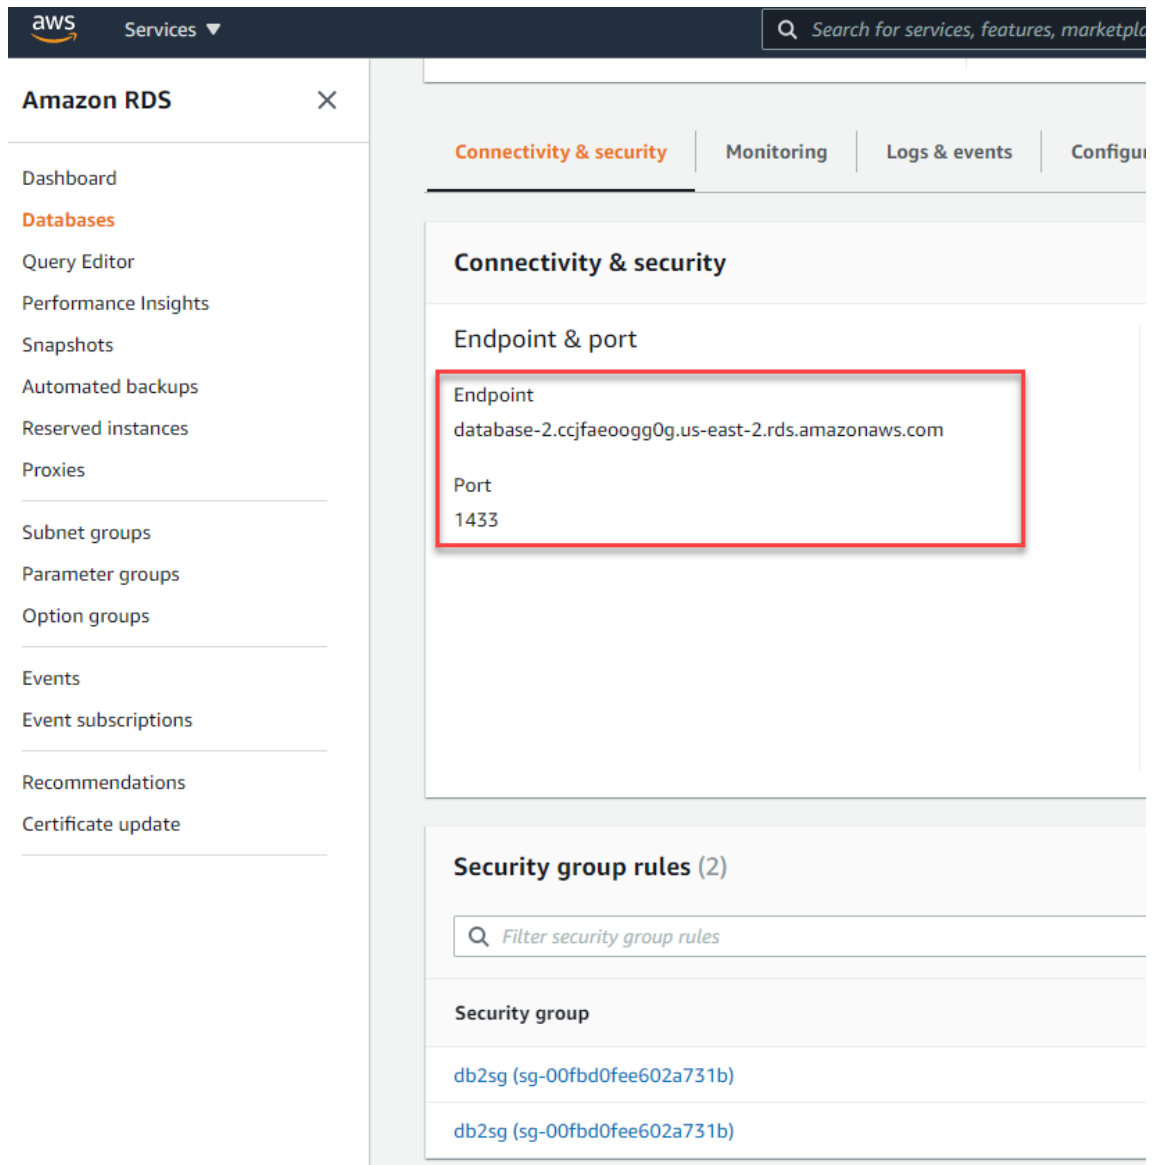 aws
Services
Search for services, features,
Amazon RDS
Dashboard
Databases
Query Editor
Performance Insights
Snapshots
Automated backups
Reserved instances
Proxies
Subnet groups
Parameter groups
Option groups
Events
Event subscriptions
Recommendations
Certificate update
Connectivity & security
Monitoring
Logs & events
Connectivity & security
Endpoint & port
Endpoint
database-2.ccjfaeoogg0g.us-east-2.rds.amazonaws.com
Port
1433
Security group rules (2)
Filter security group rules
Security group
db2sg (sg-00fbd0fee602a731b)
db2sg (sg-00fbd0fee602a731b)